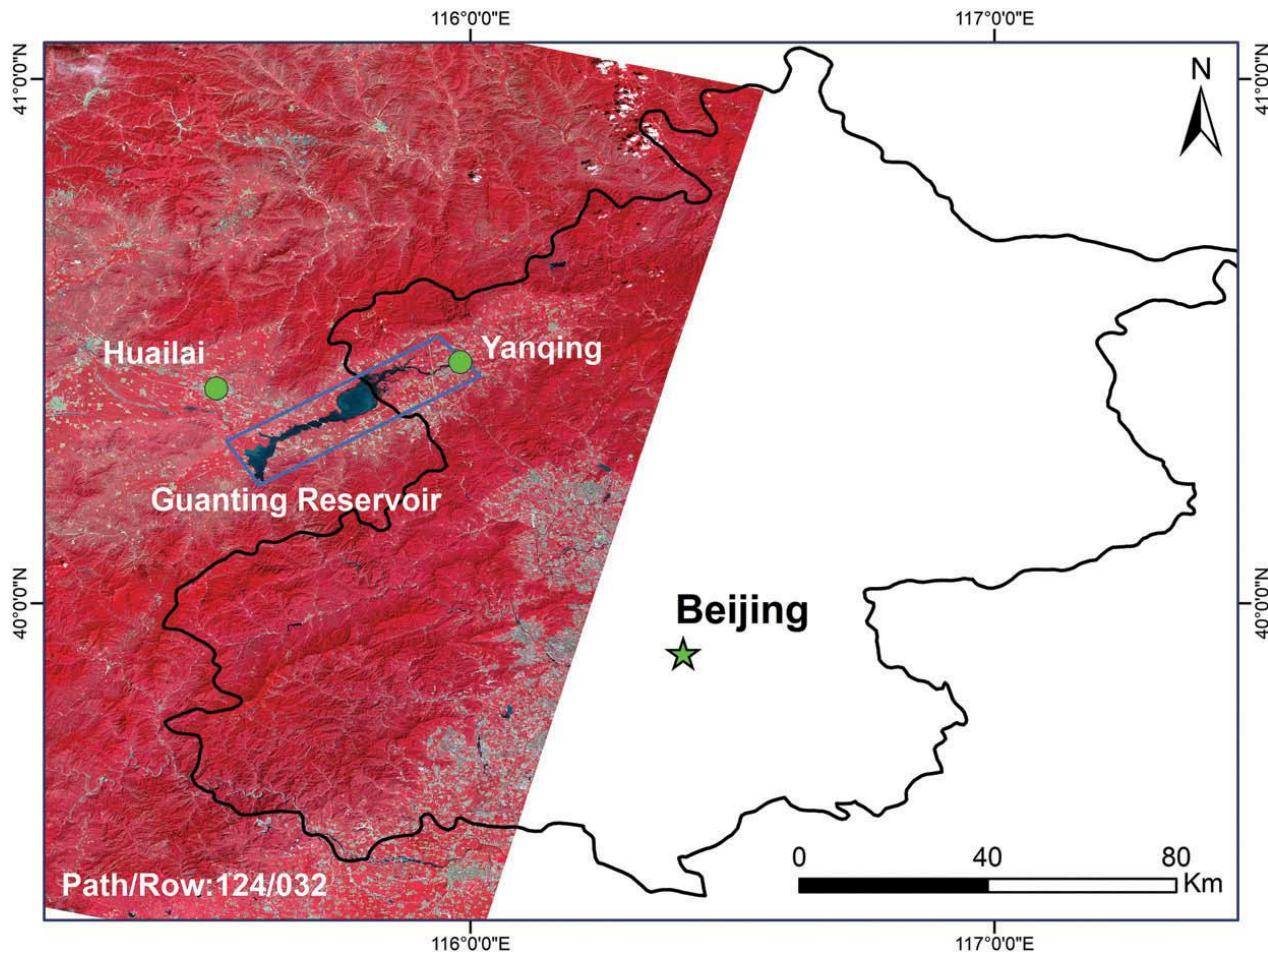 116°0'0"E
117°0'0"E
41°0'0"N
41°0'0"N
N
Huailai
Yanqing
Guanting Reservoir
40°0'0"N
40°0'0"N
Beijing
0
40
80
Km
Path/Row:124/032
116°0'0"E
117°0'0"E